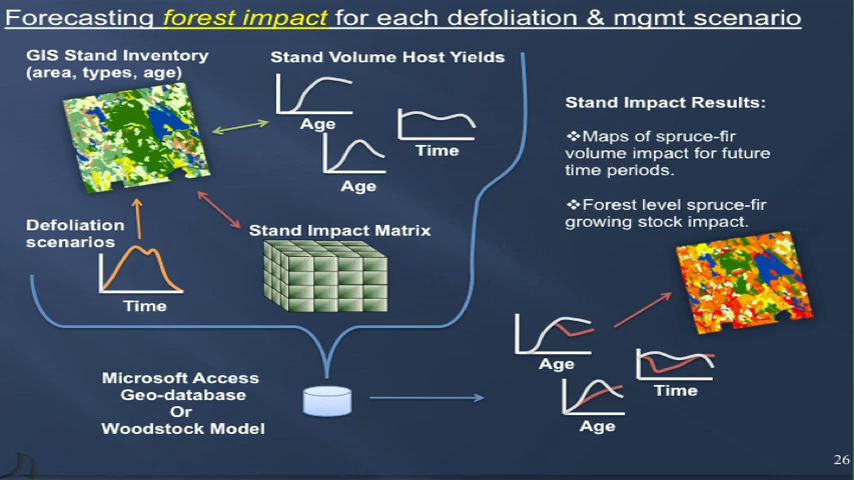 Forecasting forest impact for each defoliation & mgmt scenario
GIS Stand Inventory
(area, types, age)
Stand Volume Host Yields
Age
Time
Age
Defoliation
scenarios
Time
Stand Impact Matrix
Stand Impact Results:
❖Maps of spruce-fir
volume impact for future
time periods.
❖Forest level spruce-fir
growing stock impact.
Microsoft Access
Geo-database
Or
Woodstock Model
Age
Time
Age
26